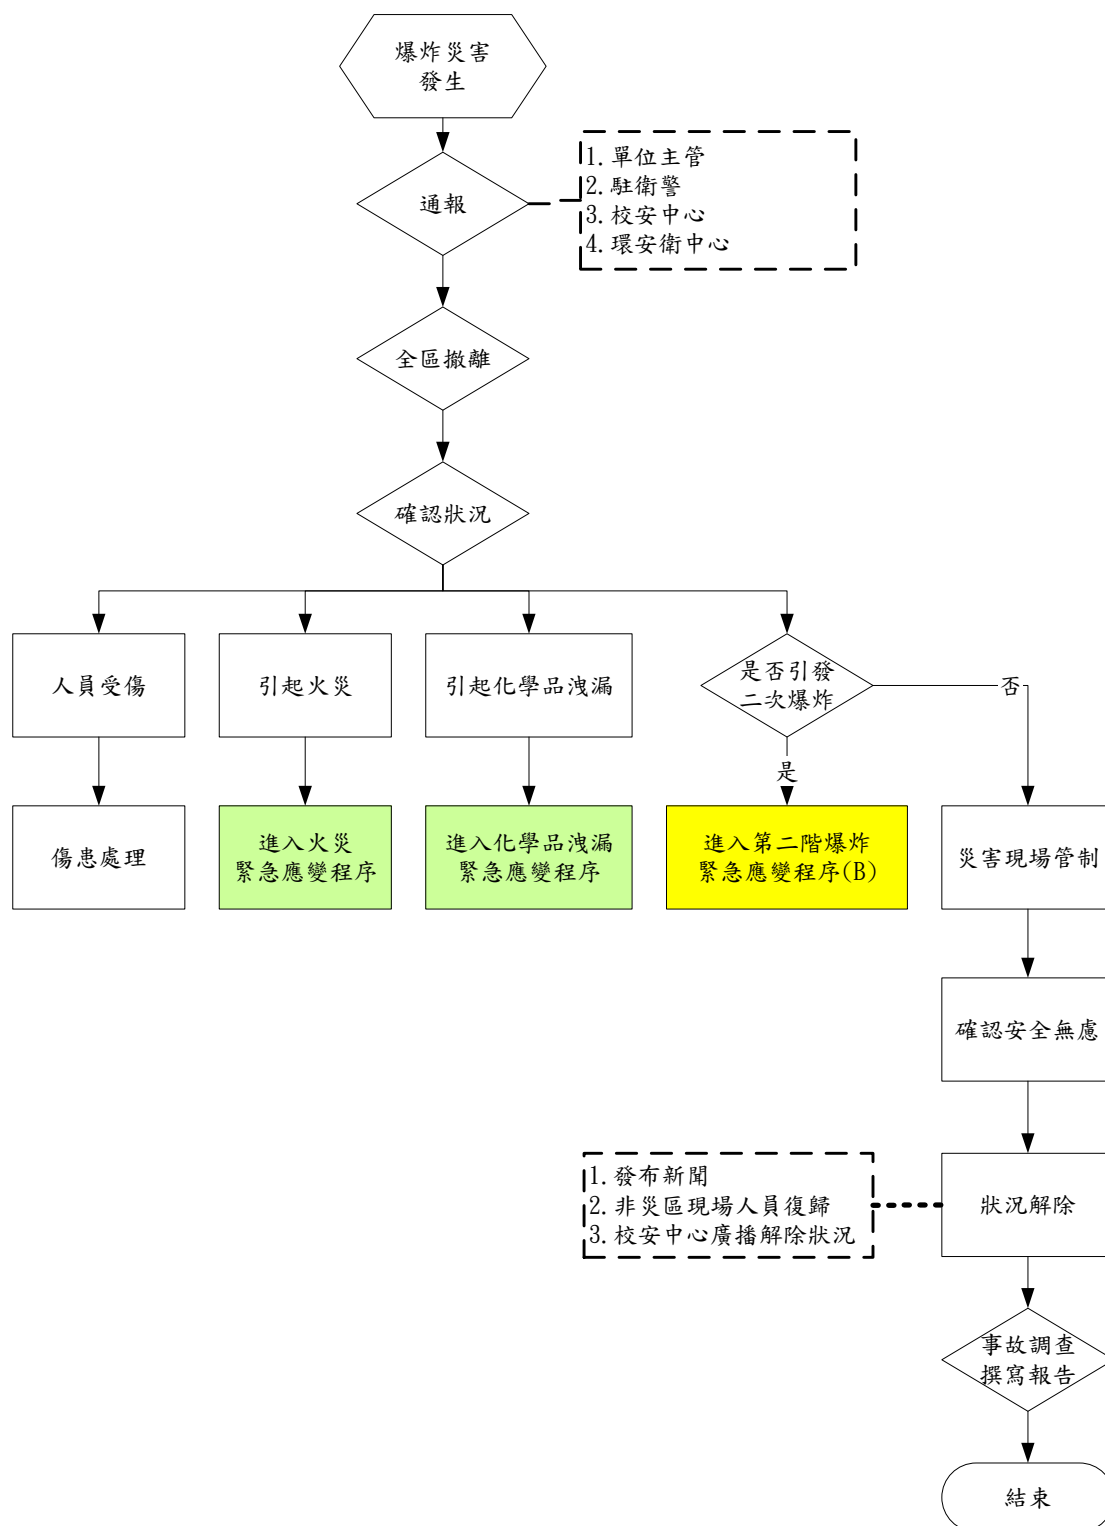 爆炸災害
發生
1.單位主管
2.駐衛警
3.校安中心
4.環安衛中心
通報
全區撤離
確認狀況
人員受傷
引起火災
引起化學品洩漏
是否引發
二次爆炸
否
是
傷患處理
進入火災
緊急應變程序
進入化學品洩漏
緊急應變程序
進入第二階爆炸
緊急應變程序(B)
災害現場管制
確認安全無慮
1.發布新聞
2.非災區現場人員復歸
3.校安中心廣播解除狀況
狀況解除
事故調查
撰寫報告
結束